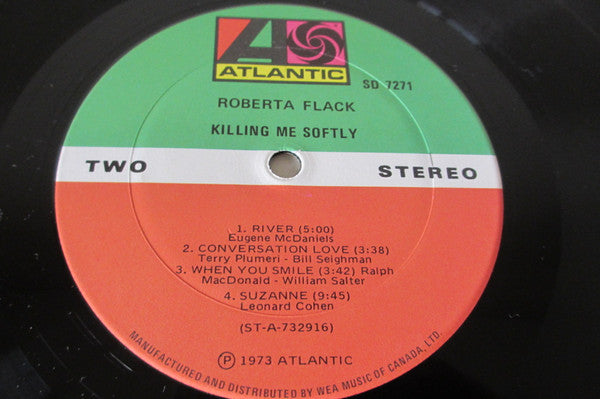 ATLANTIC
SD 7271
ROBERTA FLACK
KILLING ME SOFTLY
TWO
STEREO
1. RIVER (5:00)
Eugene McDaniels
2. CONVERSATION LOVE (3:38)
Terry Plumeri - Bill Seighman
3. WHEN YOU SMILE (3:42) Ralph
MacDonald - William Salter
4. SUZANNE (9:45)
Leonard Cohen
(ST-A-732916)
Ⓟ 1973 ATLANTIC
MANUFACTURED AND DISTRIBUTED BY WEA MUSIC OF CANADA, LTD.